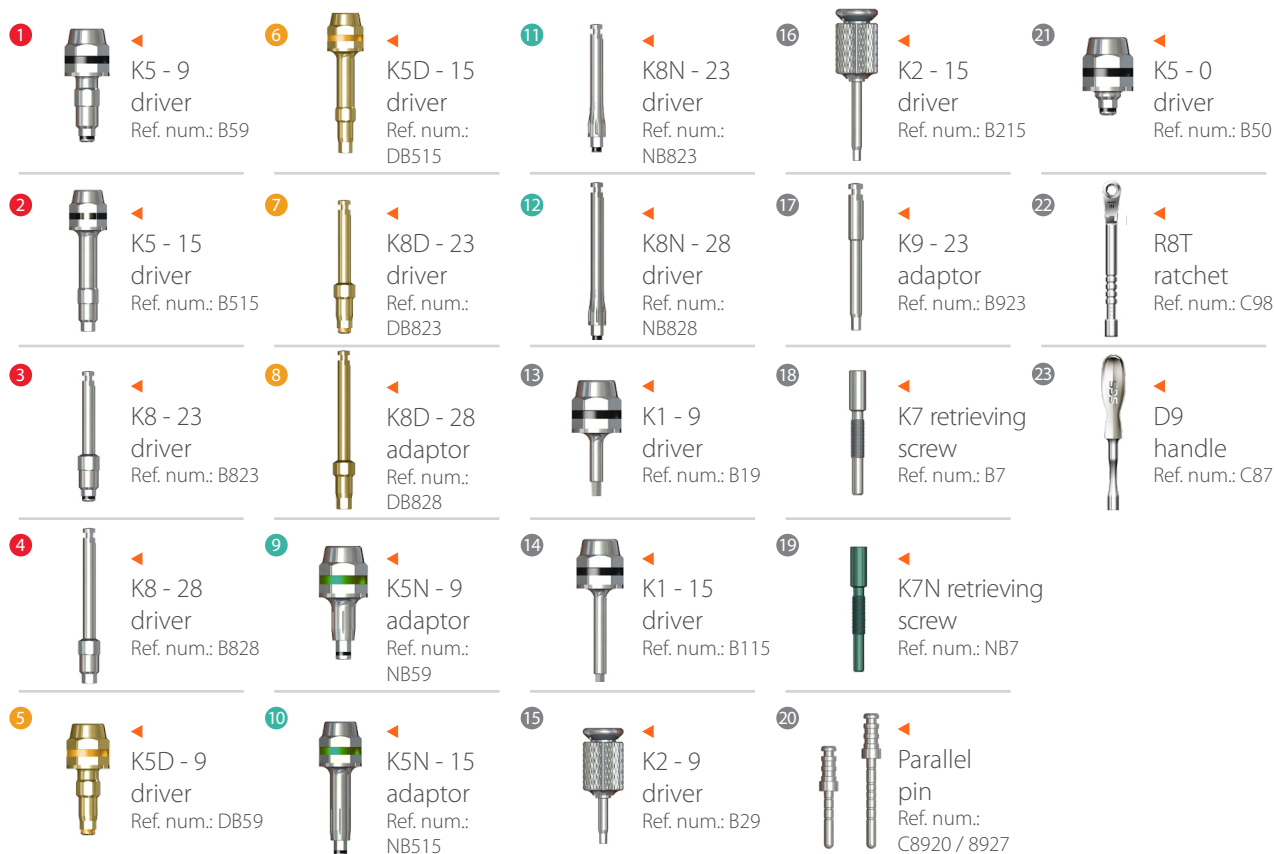 1
K5 - 9
driver
Ref. num.: B59
2
K5 - 15
driver
Ref. num.: B515
3
K8 - 23
driver
Ref. num.: B823
4
K8 - 28
driver
Ref. num.: B828
5
K5D - 9
driver
Ref. num.: DB59
6
K5D - 15
driver
Ref. num.:
DB515
7
K8D - 23
driver
Ref. num.:
DB823
8
K8D - 28
adaptor
Ref. num.:
DB828
9
K5N - 9
adaptor
Ref. num.:
NB59
10
K5N - 15
adaptor
Ref. num.:
NB515
11
K8N - 23
driver
Ref. num.:
NB823
12
K8N - 28
driver
Ref. num.:
NB828
13
K1 - 9
driver
Ref. num.: B19
14
K1 - 15
driver
Ref. num.: B115
15
K2 - 9
driver
Ref. num.: B29
16
K2 - 15
driver
Ref. num.: B215
17
K9 - 23
adaptor
Ref. num.: B923
18
K7 retrieving
screw
Ref. num.: B7
19
K7N retrieving
screw
Ref. num.: NB7
20
Parallel
pin
Ref. num.:
C8920 / 8927
21
K5 - 0
driver
Ref. num.: B50
22
R8T
ratchet
Ref. num.: C98
23
SGS
D9
handle
Ref. num.: C87